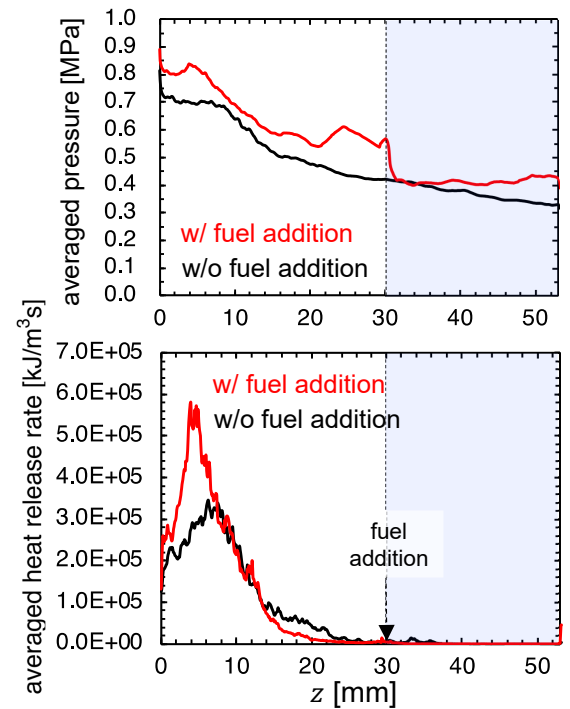 averaged pressure [MPa]
1.0
0.9
0.8
0.7
0.6
0.5
0.4
0.3
0.2
0.1
0.0
w/ fuel addition
w/o fuel addition
0 10 20 30 40 50
averaged heat release rate [kJ/m³s]
7.0E+05
6.0E+05
5.0E+05
4.0E+05
3.0E+05
2.0E+05
1.0E+05
0.0E+00
w/ fuel addition
w/o fuel addition
fuel
addition
0 10 20 30 40 50
z [mm]